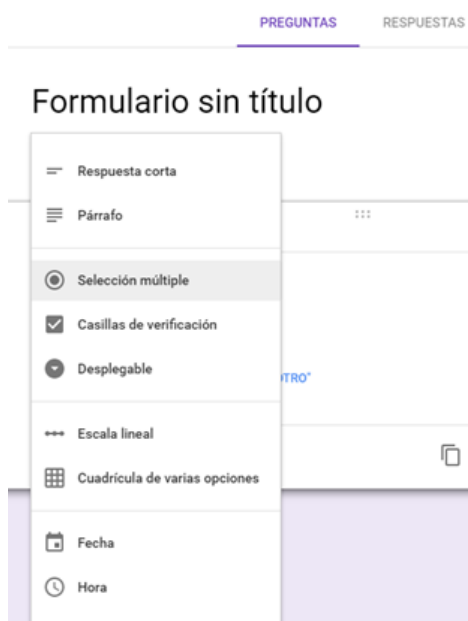 PREGUNTAS RESPUESTAS
Formulario sin título
Respuesta corta
Párrafo
Selección múltiple
Casillas de verificación
Desplegable
OTRO"
Escala lineal
Cuadrícula de varias opciones
Fecha
Hora